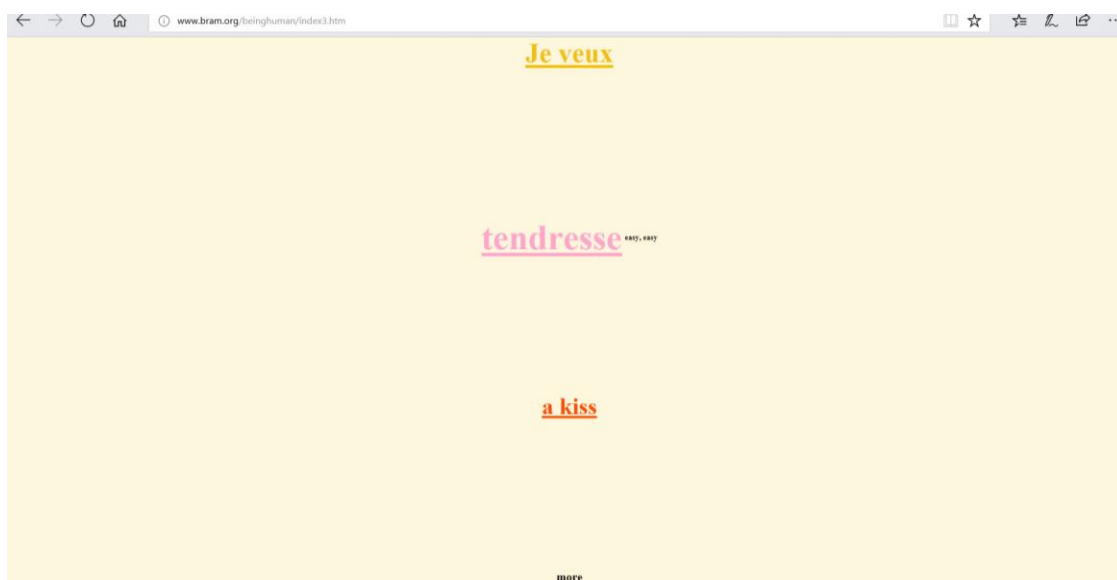 www.bram.org/beinghuman/index3.htm
Je veux
tendresse easy, easy
a kiss
more